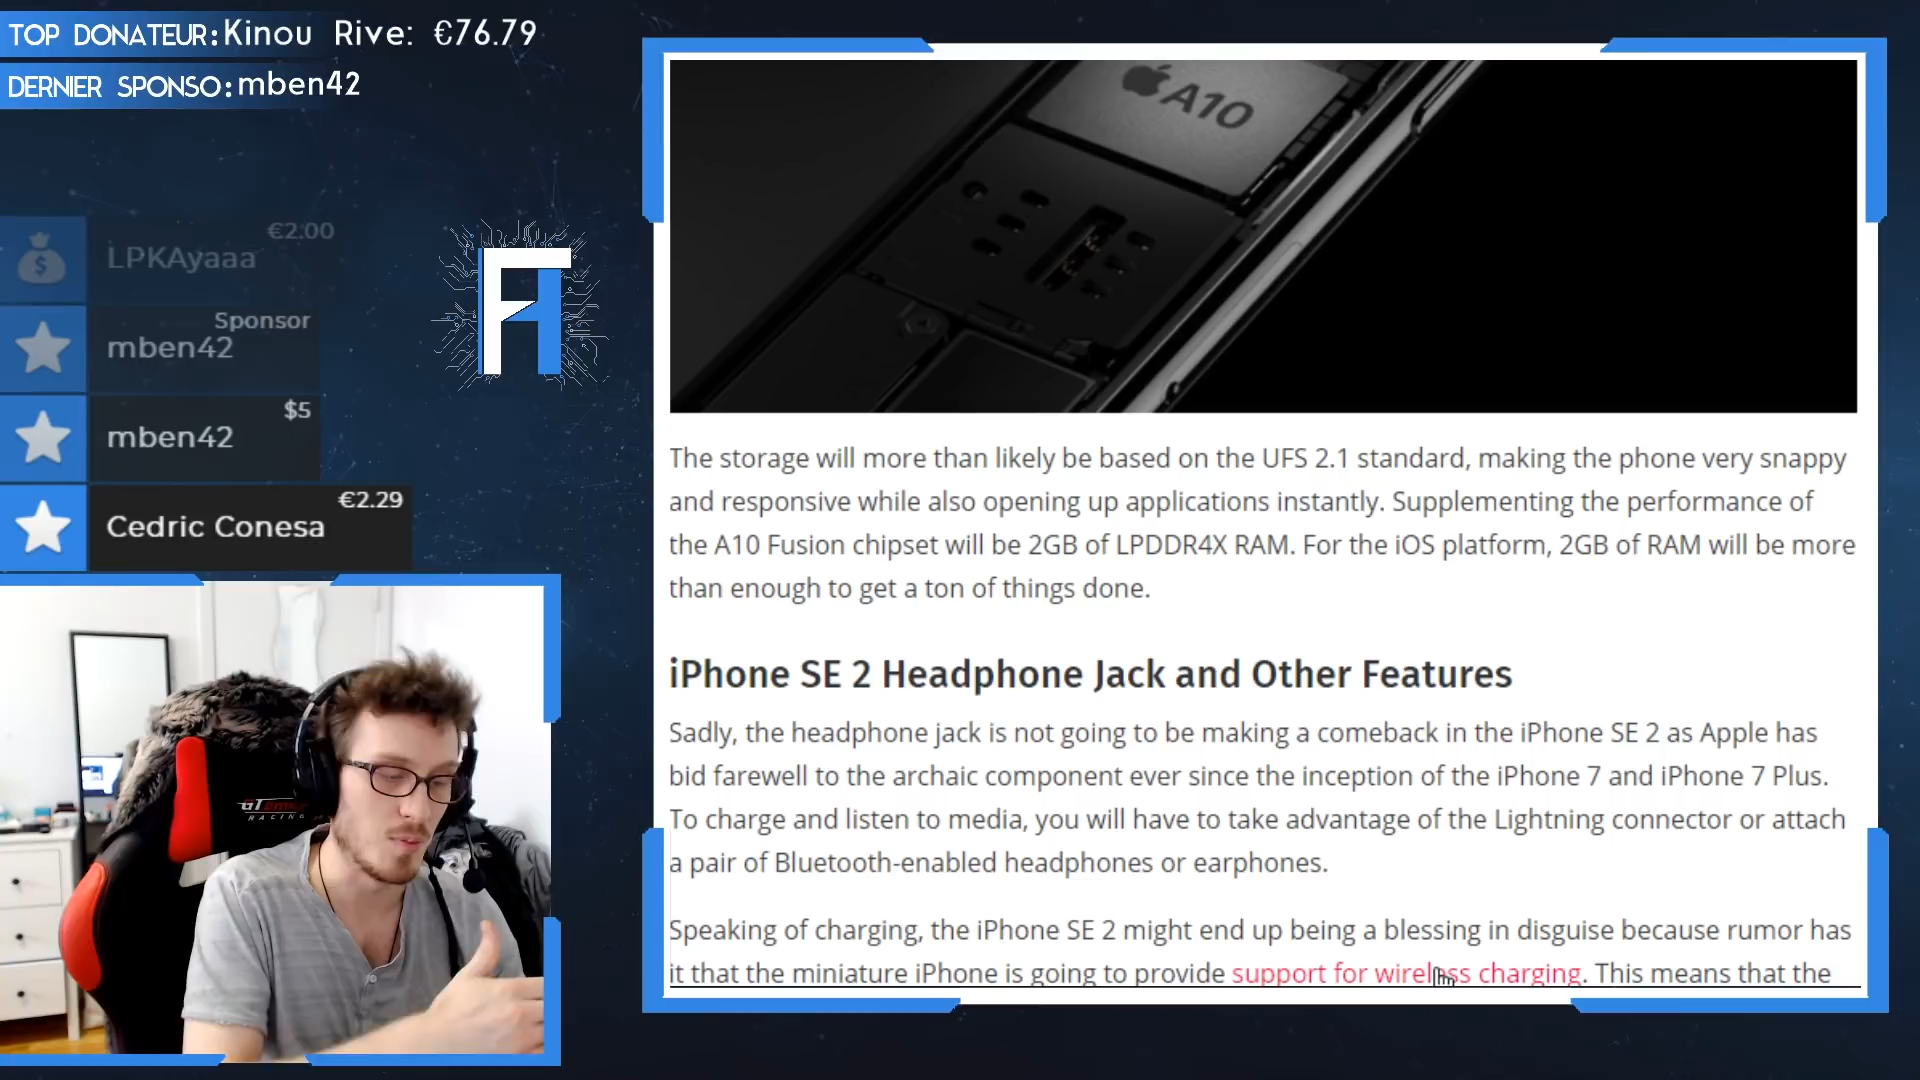 TOP DONATEUR: Kinou Rive: €76.79
DERNIER SPONSO: mben42
€2.00
LPKAyaaa
Sponsor
mben42
$5
mben42
€2.29
Cedric Conesa
FA
GT
RACING
A10
The storage will more than likely be based on the UFS 2.1 standard, making the phone very snappy
and responsive while also opening up applications instantly. Supplementing the performance of
the A10 Fusion chipset will be 2GB of LPDDR4X RAM. For the iOS platform, 2GB of RAM will be more
than enough to get a ton of things done.
iPhone SE 2 Headphone Jack and Other Features
Sadly, the headphone jack is not going to be making a comeback in the iPhone SE 2 as Apple has
bid farewell to the archaic component ever since the inception of the iPhone 7 and iPhone 7 Plus.
To charge and listen to media, you will have to take advantage of the Lightning connector or attach
a pair of Bluetooth-enabled headphones or earphones.
Speaking of charging, the iPhone SE 2 might end up being a blessing in disguise because rumor has
it that the miniature iPhone is going to provide support for wireless charging. This means that the